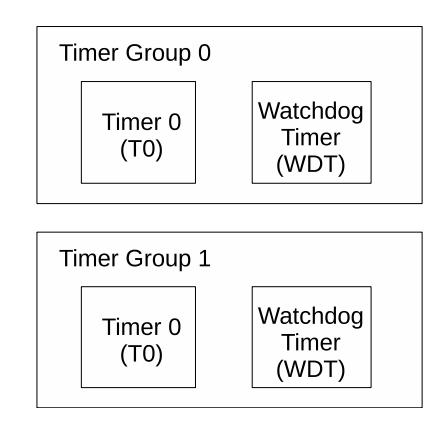 Timer Group 0
Timer 0
(T0)
Watchdog
Timer
(WDT)
Timer Group 1
Timer 0
(T0)
Watchdog
Timer
(WDT)